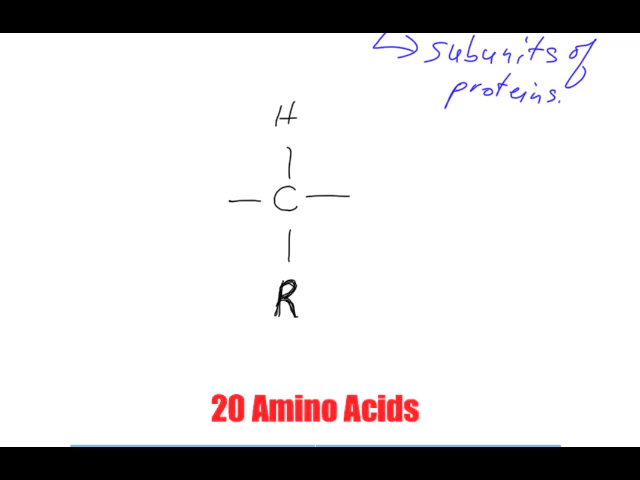 ↳ subunits of
proteins.
H
— C —
R
20 Amino Acids